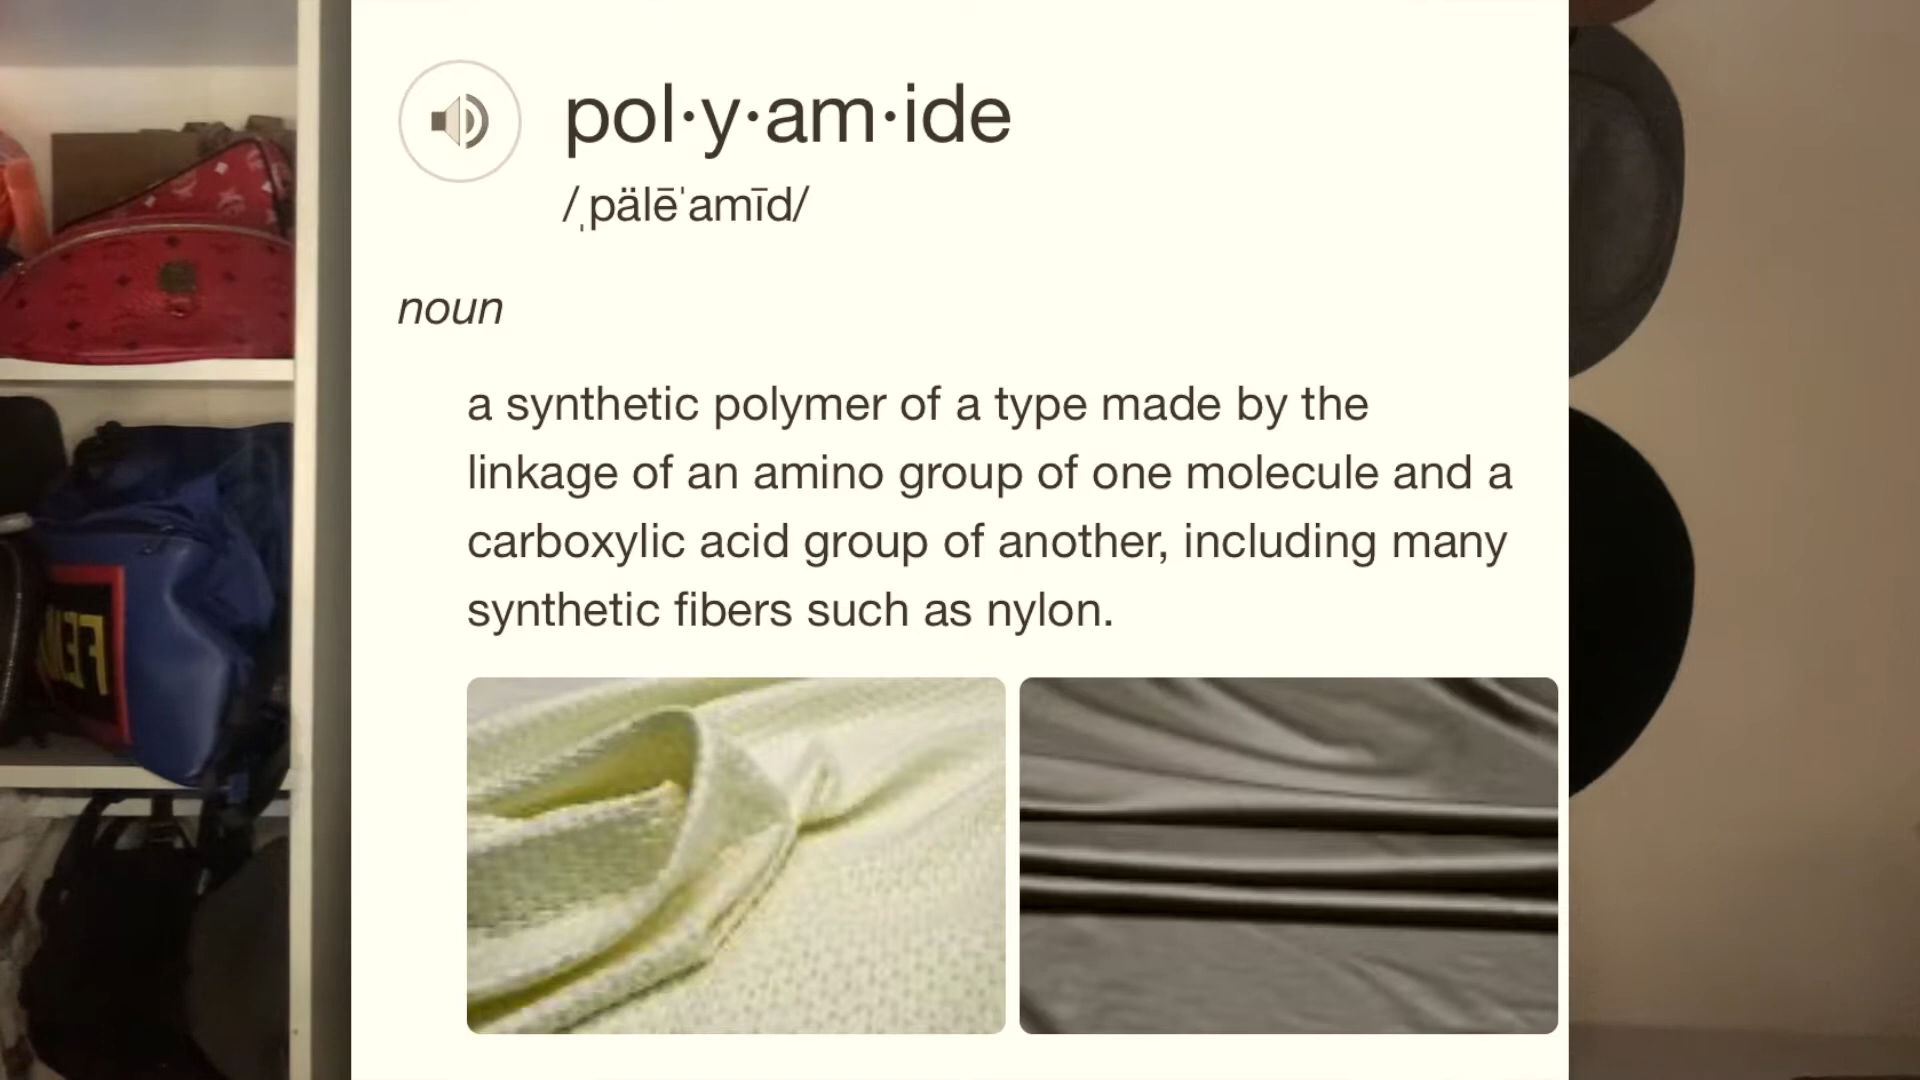 pol·y·am·ide
/ˌpälēˈamīd/
noun
a synthetic polymer of a type made by the
linkage of an amino group of one molecule and a
carboxylic acid group of another, including many
synthetic fibers such as nylon.